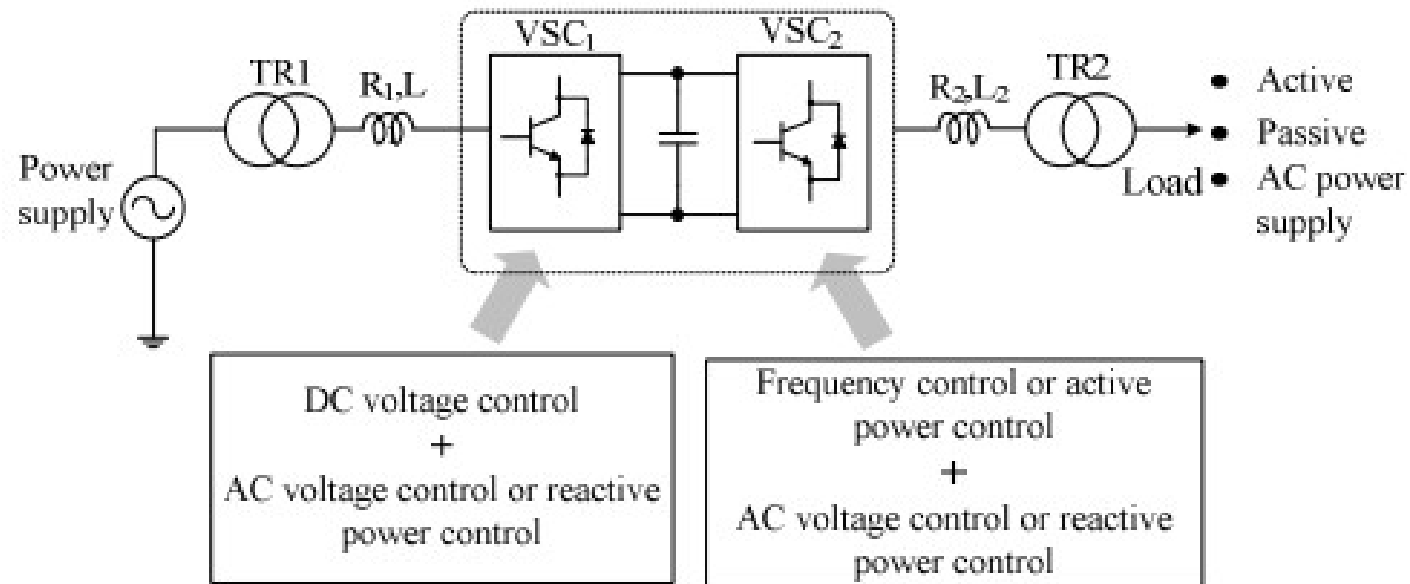 VSC₁
VSC₂
TR1
R₁,L
R₂,L₂
TR2
• Active
• Passive
Load • AC power
supply
Power
supply
DC voltage control
+
AC voltage control or reactive
power control
Frequency control or active
power control
+
AC voltage control or reactive
power control